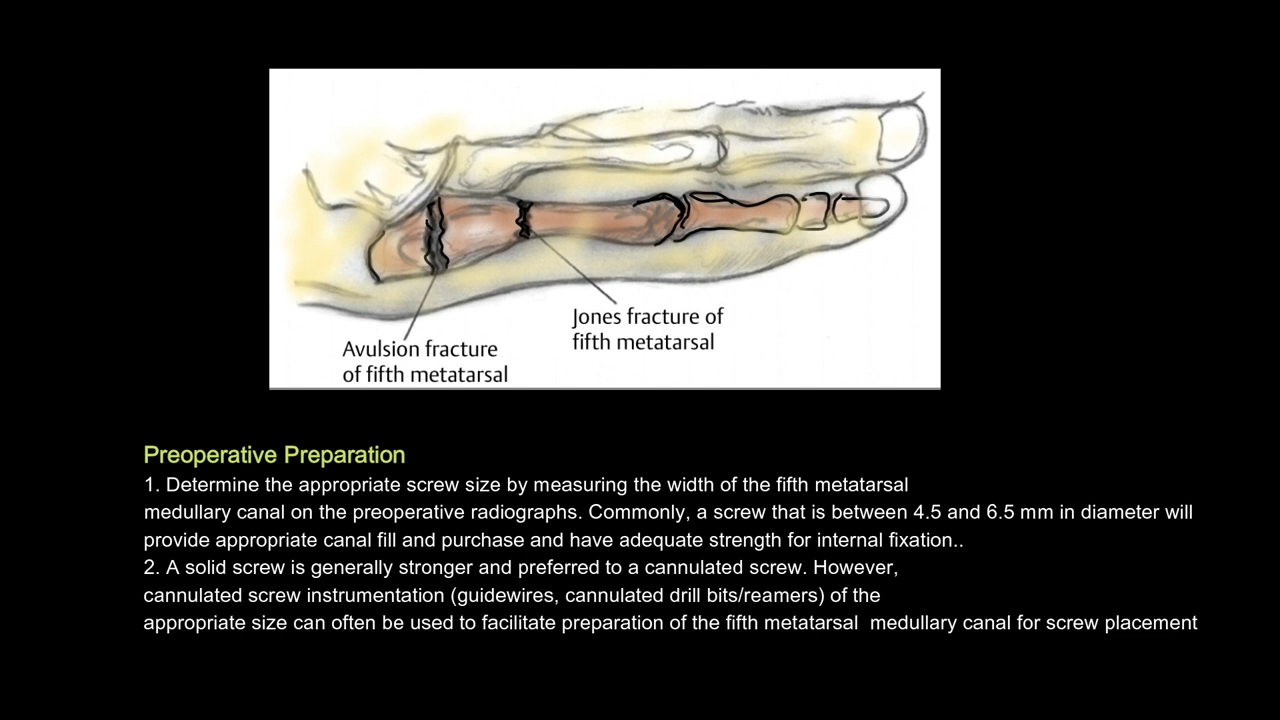 Jones fracture of
fifth metatarsal
Avulsion fracture
of fifth metatarsal
Preoperative Preparation
1. Determine the appropriate screw size by measuring the width of the fifth metatarsal
medullary canal on the preoperative radiographs. Commonly, a screw that is between 4.5 and 6.5 mm in diameter will
provide appropriate canal fill and purchase and have adequate strength for internal fixation..
2. A solid screw is generally stronger and preferred to a cannulated screw. However,
cannulated screw instrumentation (guidewires, cannulated drill bits/reamers) of the
appropriate size can often be used to facilitate preparation of the fifth metatarsal  medullary canal for screw placement